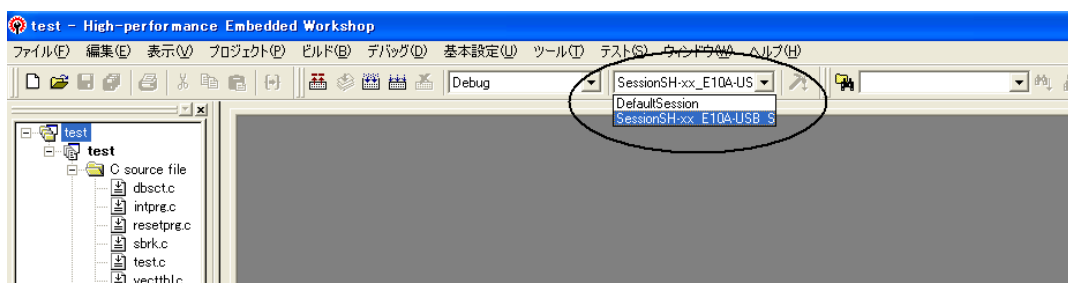 test - High-performance Embedded Workshop
ファイル(F) 編集(E) 表示(V) プロジェクト(P) ビルド(B) デバッグ(D) 基本設定(U) ツール(T) テスト(S) ウィンドウ(W) ヘルプ(H)
Debug SessionSH-xx_E10A-US
DefaultSession
SessionSH-xx_E10A-USB_S
test
test
C source file
dbsct.c
intprg.c
resetprg.c
sbrk.c
test.c
vecttbl.c